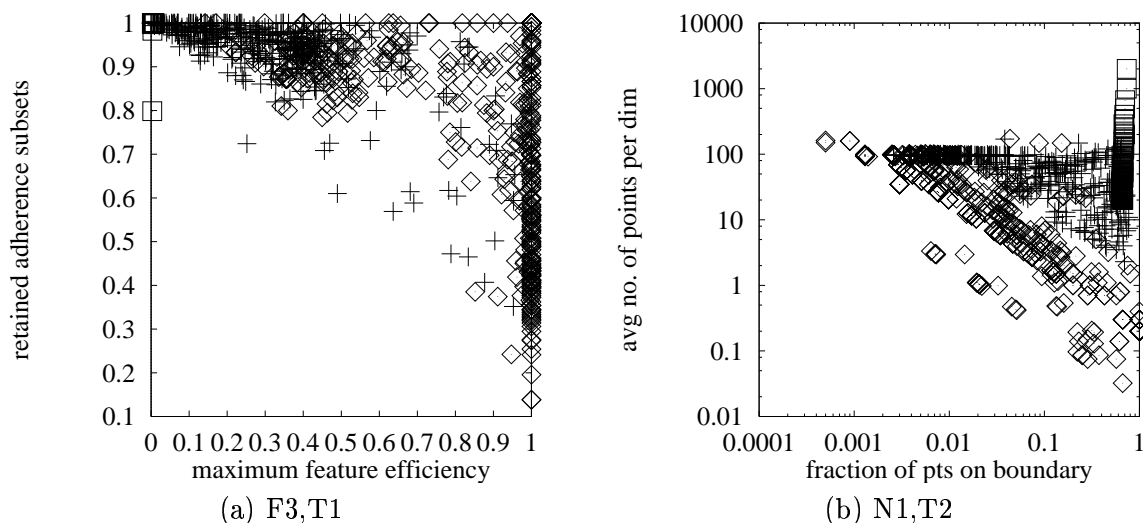 1
0.9
0.8
0.7
0.6
0.5
0.4
0.3
0.2
0.1
retained adherence subsets
0 0.1 0.2 0.3 0.4 0.5 0.6 0.7 0.8 0.9 1
maximum feature efficiency
(a) F3,T1
10000
1000
100
10
1
0.1
0.01
avg no. of points per dim
0.0001 0.001 0.01 0.1 1
fraction of pts on boundary
(b) N1,T2